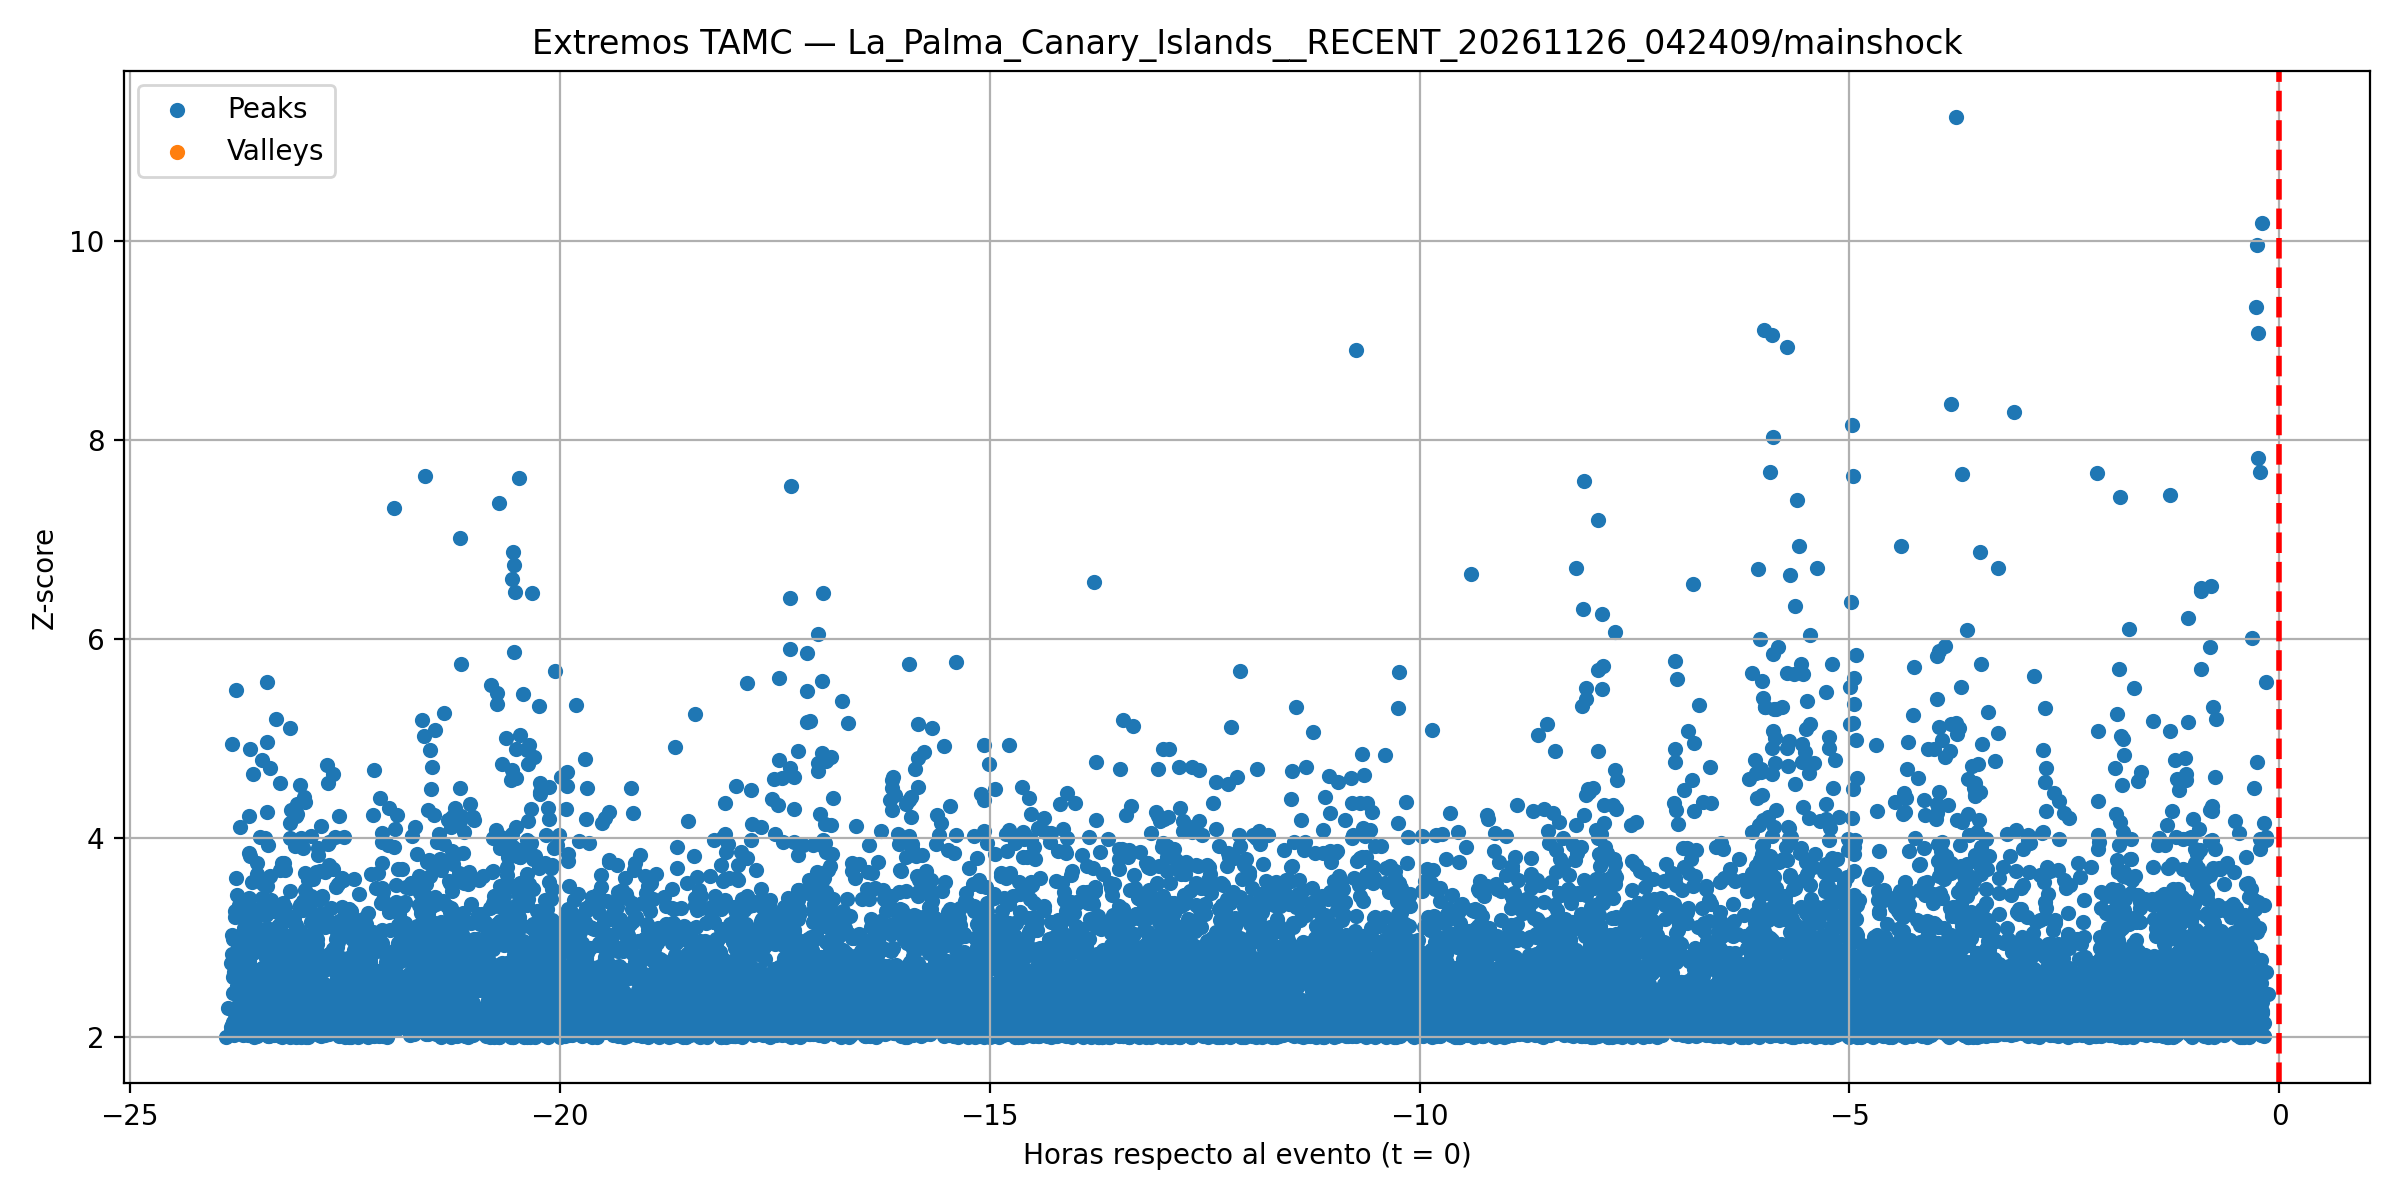 Extremos TAMC — La_Palma_Canary_Islands__RECENT_20261126_042409/mainshock
Peaks
Valleys
Z-score
10
8
6
4
2
−25 −20 −15 −10 −5 0
Horas respecto al evento (t = 0)